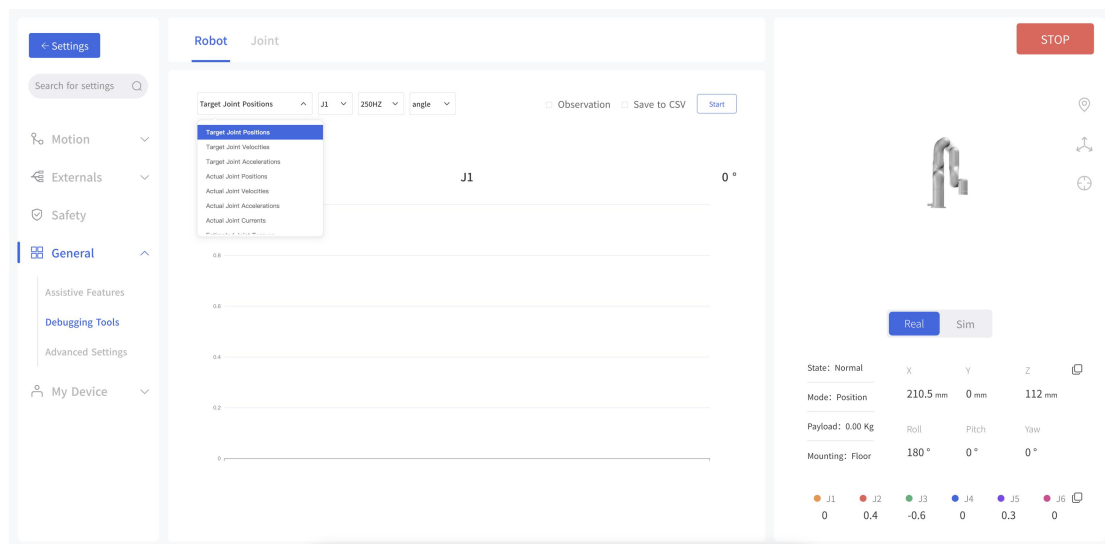 ← Settings
Search for settings
Motion
Externals
Safety
General
Assistive Features
Debugging Tools
Advanced Settings
My Device
Robot Joint
Target Joint Positions J1 250HZ angle Observation Save to CSV Start
Target Joint Positions
Target Joint Velocities
Target Joint Accelerations
Actual Joint Positions
Actual Joint Velocities
Actual Joint Accelerations
Actual Joint Currents
J1 0 °
0.8
0.6
0.4
0.2
0
STOP
Real Sim
State: Normal
Mode: Position
Payload: 0.00 Kg
Mounting: Floor
X Y Z
210.5 mm 0 mm 112 mm
Roll Pitch Yaw
180 ° 0 ° 0 °
J1 J2 J3 J4 J5 J6
0 0.4 -0.6 0 0.3 0